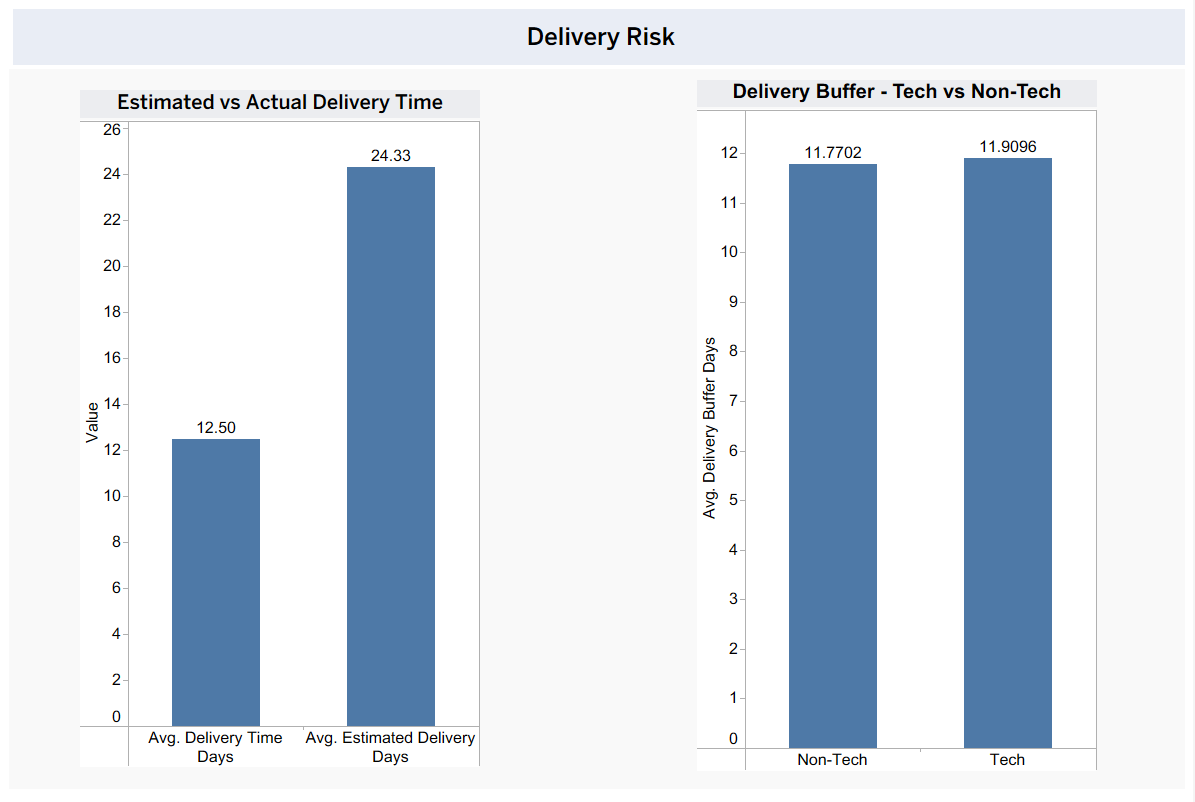 Delivery Risk
Estimated vs Actual Delivery Time
26
24
22
20
18
16
14
12
10
8
6
4
2
0
Value
12.50
24.33
Avg. Delivery Time
Days
Avg. Estimated Delivery
Days
Delivery Buffer - Tech vs Non-Tech
12
11
10
9
8
7
6
5
4
3
2
1
0
Avg. Delivery Buffer Days
11.7702
11.9096
Non-Tech
Tech